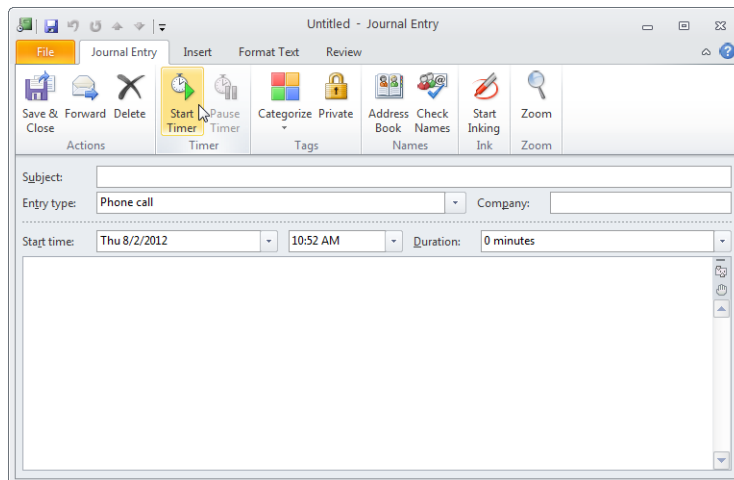 Untitled - Journal Entry
File Journal Entry Insert Format Text Review
Save & Forward Delete Start Pause Categorize Private Address Check Start Zoom
Close Timer Timer Book Names Inking
Actions Timer Tags Names Ink Zoom
Subject:
Entry type: Phone call Company:
Start time: Thu 8/2/2012 10:52 AM Duration: 0 minutes